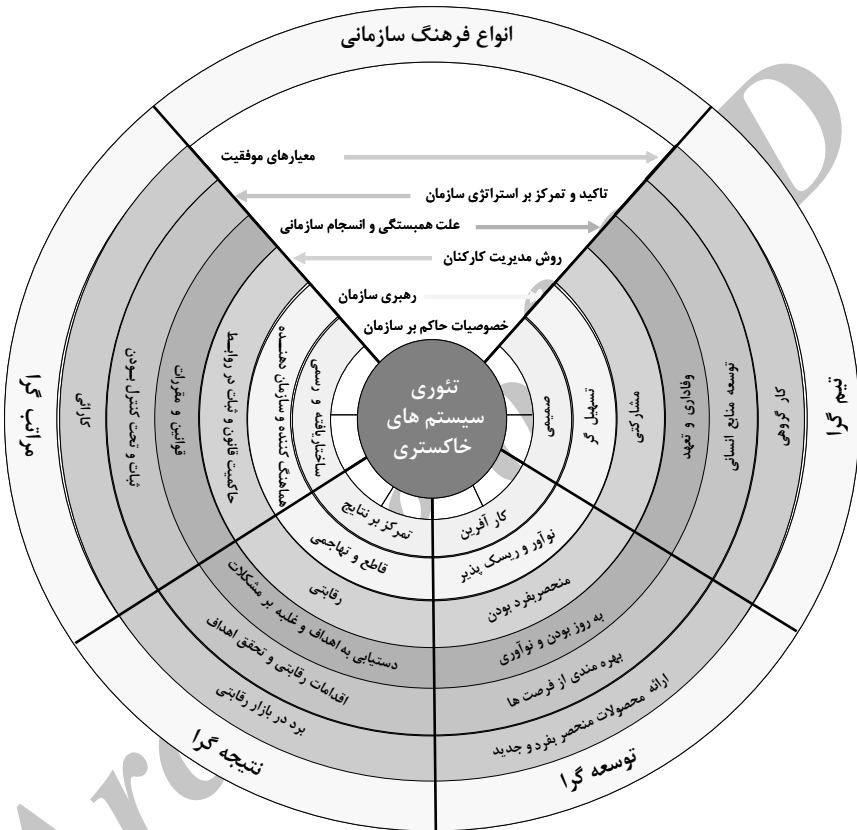 انواع فرهنگ سازمانی
معیارهای موفقیت
تاکید و تمرکز بر استراتژی سازمان
علت همبستگی و انسجام سازمانی
روش مدیریت کارکنان
رهبری سازمان
خصوصیات حاکم بر سازمان
تئوری
سیستم های
خاکستری
تیم گرا
کار گروهی
توسعه منابع انسانی
وفاداری و تعهد
مشارکتی
تسهیل گر
صمیمی
توسعه گرا
ارائه محصولات منحصر بفرد و جدید
بهره مندی از فرصت ها
به روز بودن و نوآوری
منحصربفرد بودن
نوآور و ریسک پذیر
کار آفرین
نتیجه گرا
برد در بازار رقابتی
اقدامات رقابتی و تحقق اهداف
دستیابی به اهداف و غلبه بر مشکلات
رقابتی
قاطع و تهاجمی
تمرکز بر نتایج
مراتب گرا
کارائی
ثبات و تحت کنترل بودن
قوانین و مقررات
حاکمیت قانون و ثبات در روابط
هماهنگ کننده و سازمان دهنده
ساختار یافته و رسمی